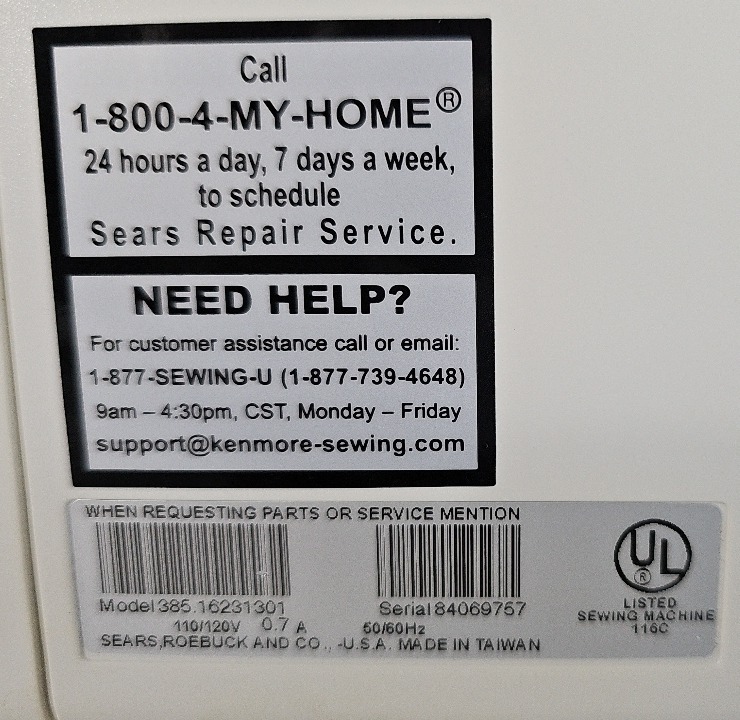 Call
1-800-4-MY-HOME®
24 hours a day, 7 days a week,
to schedule
Sears Repair Service.
NEED HELP?
For customer assistance call or email:
1-877-SEWING-U (1-877-739-4648)
9am – 4:30pm, CST, Monday – Friday
support@kenmore-sewing.com
WHEN REQUESTING PARTS OR SERVICE MENTION
Model 385.16231301
Serial 84069757
110/120V 0.7 A 50/60Hz
SEARS, ROEBUCK AND CO., -U.S.A. MADE IN TAIWAN
UL ®
LISTED
SEWING MACHINE
116C